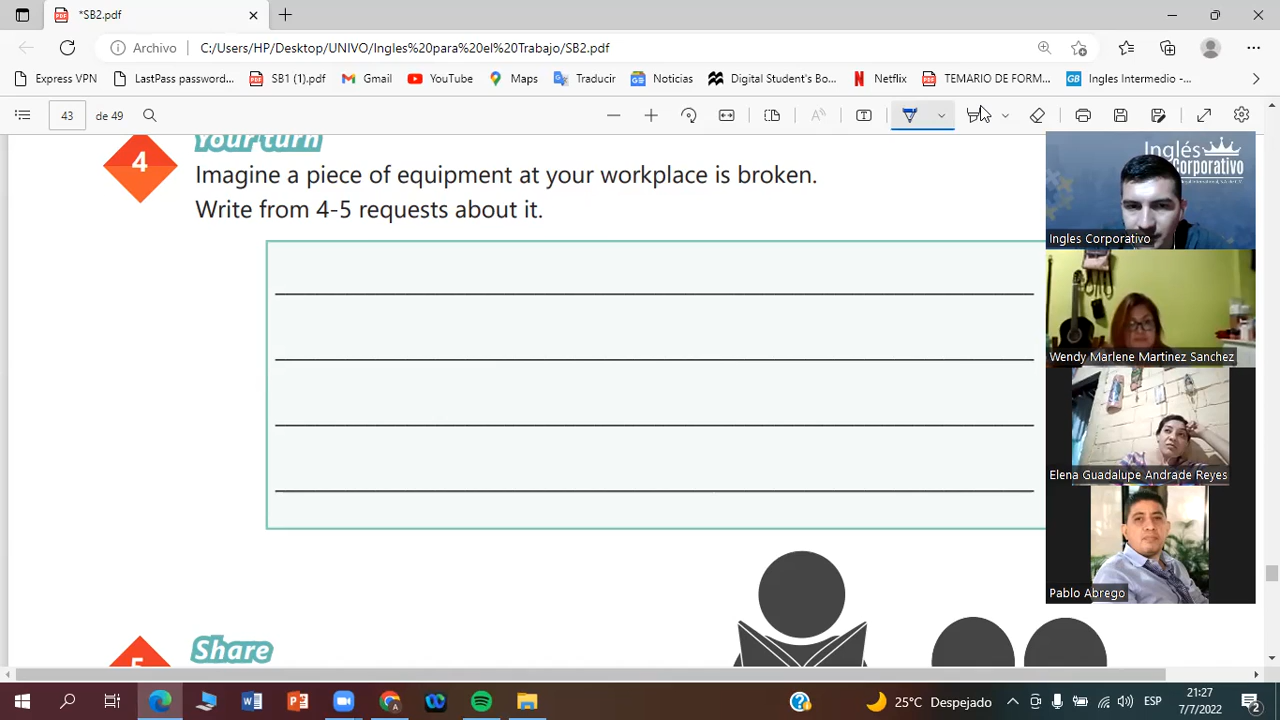 *SB2.pdf
Archivo
C:/Users/HP/Desktop/UNIVO/Ingles%20para%20el%20Trabajo/SB2.pdf
Express VPN
LastPass password...
SB1 (1).pdf
Gmail
YouTube
Maps
Traducir
Noticias
Digital Student's Bo...
Netflix
TEMARIO DE FORM...
Ingles Intermedio -...
43 de 49
4
Your turn
Imagine a piece of equipment at your workplace is broken.
Write from 4-5 requests about it.
5
Share
Inglés
Corporativo
Ingles Corporativo
Wendy Marlene Martinez Sanchez
Elena Guadalupe Andrade Reyes
Pablo Abrego
25°C Despejado
ESP
21:27
7/7/2022
2